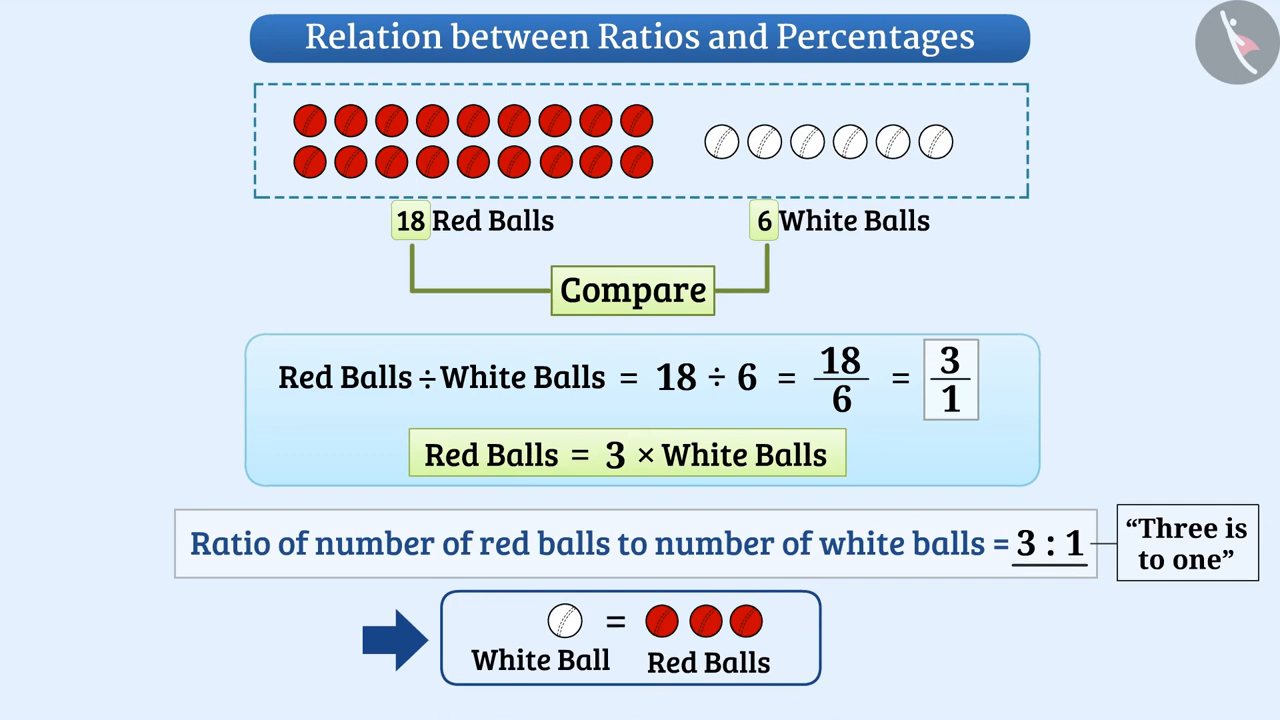 Relation between Ratios and Percentages
18 Red Balls 6 White Balls
Compare
Red Balls ÷ White Balls = 18 ÷ 6 = 18/6 = 3/1
Red Balls = 3 × White Balls
Ratio of number of red balls to number of white balls = 3 : 1
“Three is
to one”
=
White Ball Red Balls